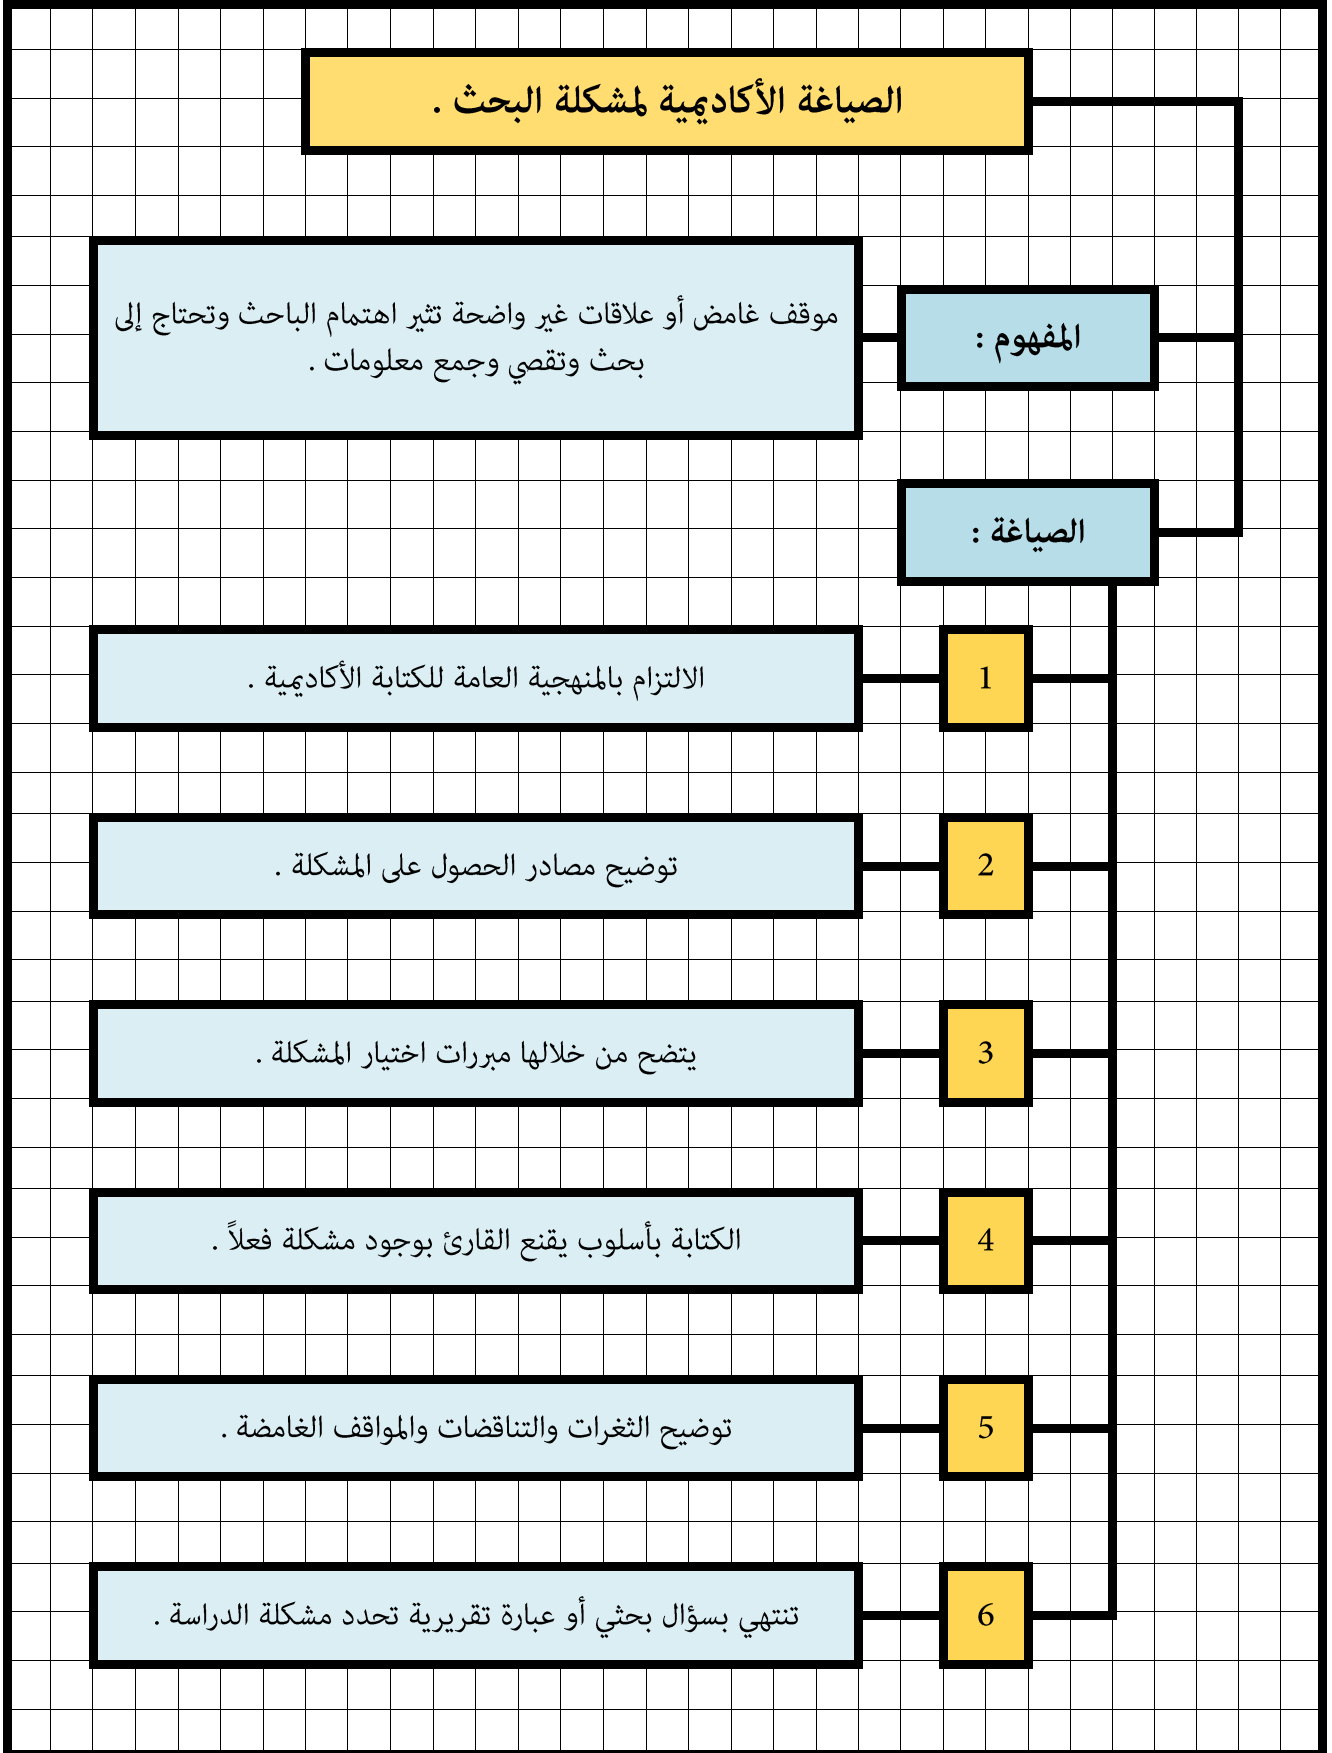 الصياغة الأكاديمية لمشكلة البحث .
المفهوم :
موقف غامض أو علاقات غير واضحة تثير اهتمام الباحث وتحتاج إلى
بحث وتقصي وجمع معلومات .
الصياغة :
1
الالتزام بالمنهجية العامة للكتابة الأكاديمية .
2
توضيح مصادر الحصول على المشكلة .
3
يتضح من خلالها مبررات اختيار المشكلة .
4
الكتابة بأسلوب يقنع القارئ بوجود مشكلة فعلاً .
5
توضيح الثغرات والتناقضات والمواقف الغامضة .
6
تنتهي بسؤال بحثي أو عبارة تقريرية تحدد مشكلة الدراسة .